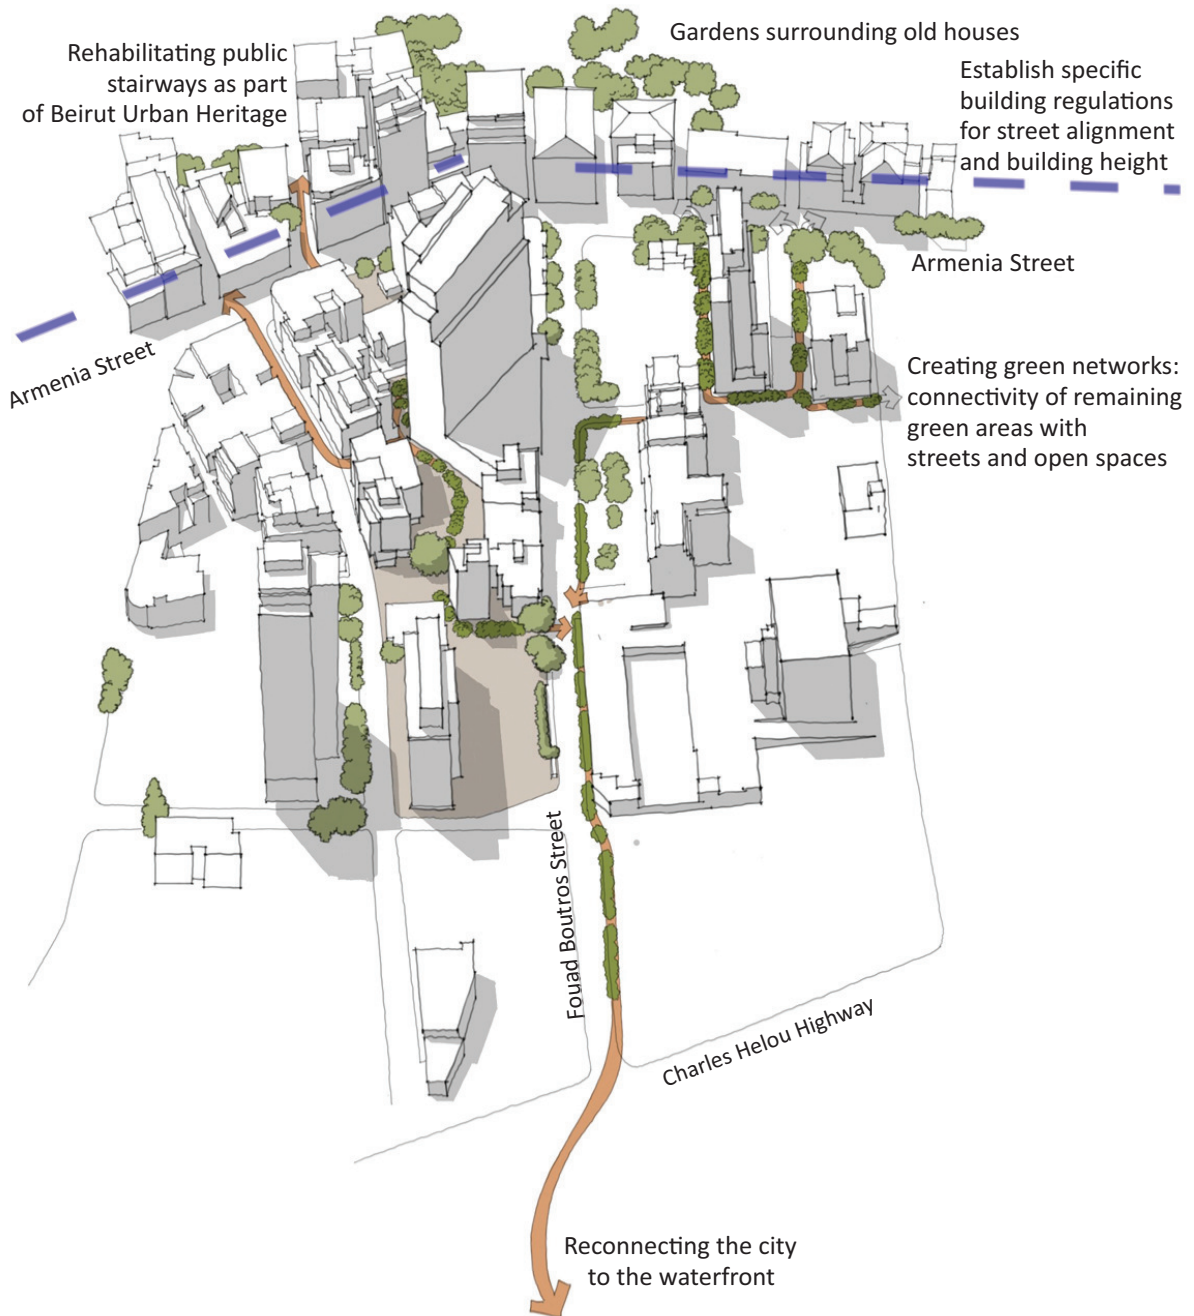 Rehabilitating public
stairways as part
of Beirut Urban Heritage
Gardens surrounding old houses
Establish specific
building regulations
for street alignment
and building height
Armenia Street
Armenia Street
Creating green networks:
connectivity of remaining
green areas with
streets and open spaces
Fouad Boutros Street
Charles Helou Highway
Reconnecting the city
to the waterfront